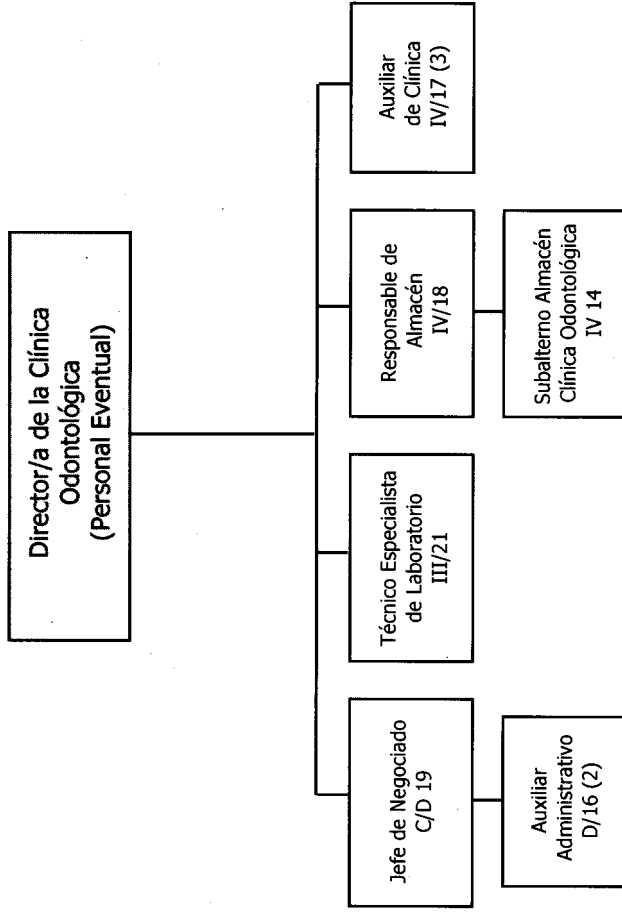 Director/a de la Clínica
Odontológica
(Personal Eventual)
Jefe de Negociado
C/D 19
Técnico Especialista
de Laboratorio
III/21
Responsable de
Almacén
IV/18
Auxiliar
de Clínica
IV/17 (3)
Auxiliar
Administrativo
D/16 (2)
Subalterno Almacén
Clínica Odontológica
IV 14